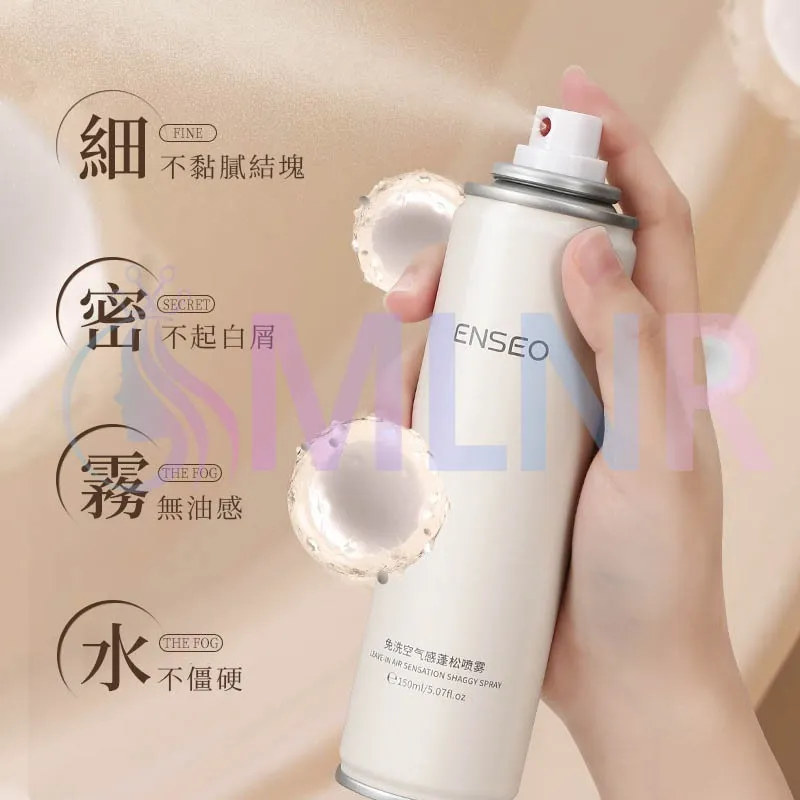 細
FINE
不黏膩結塊
密
SECRET
不起白屑
霧
THE FOG
無油感
水
THE FOG
不僵硬
SMLNR
ENSEO
免洗空气感蓬松喷雾
LEAVE-IN AIR SENSATION SHAGGY SPRAY
℮150ml/5.07fl.oz